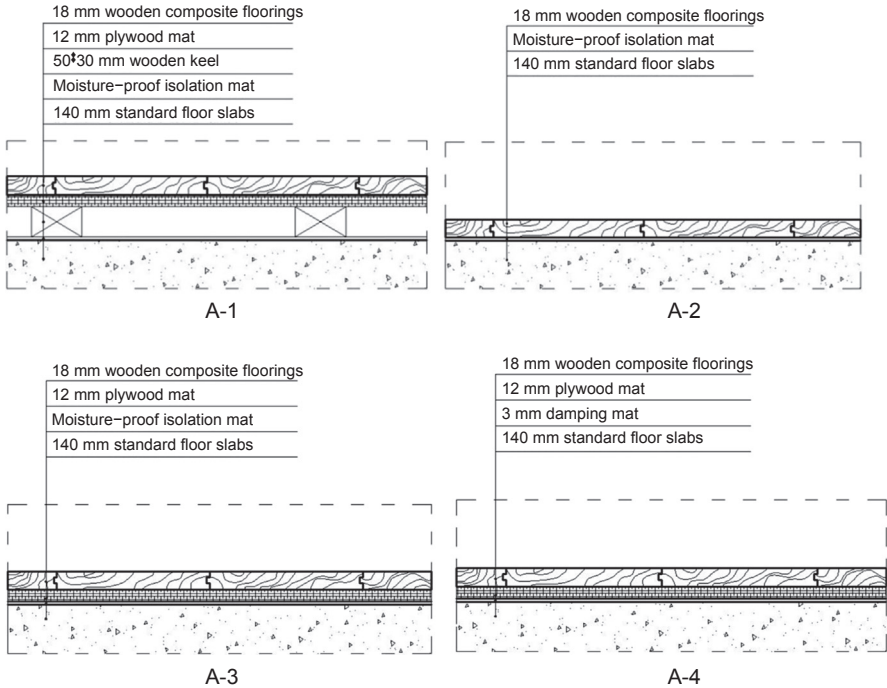 18 mm wooden composite floorings
12 mm plywood mat
50*30 mm wooden keel
Moisture−proof isolation mat
140 mm standard floor slabs
A-1
18 mm wooden composite floorings
Moisture−proof isolation mat
140 mm standard floor slabs
A-2
18 mm wooden composite floorings
12 mm plywood mat
Moisture−proof isolation mat
140 mm standard floor slabs
A-3
18 mm wooden composite floorings
12 mm plywood mat
3 mm damping mat
140 mm standard floor slabs
A-4